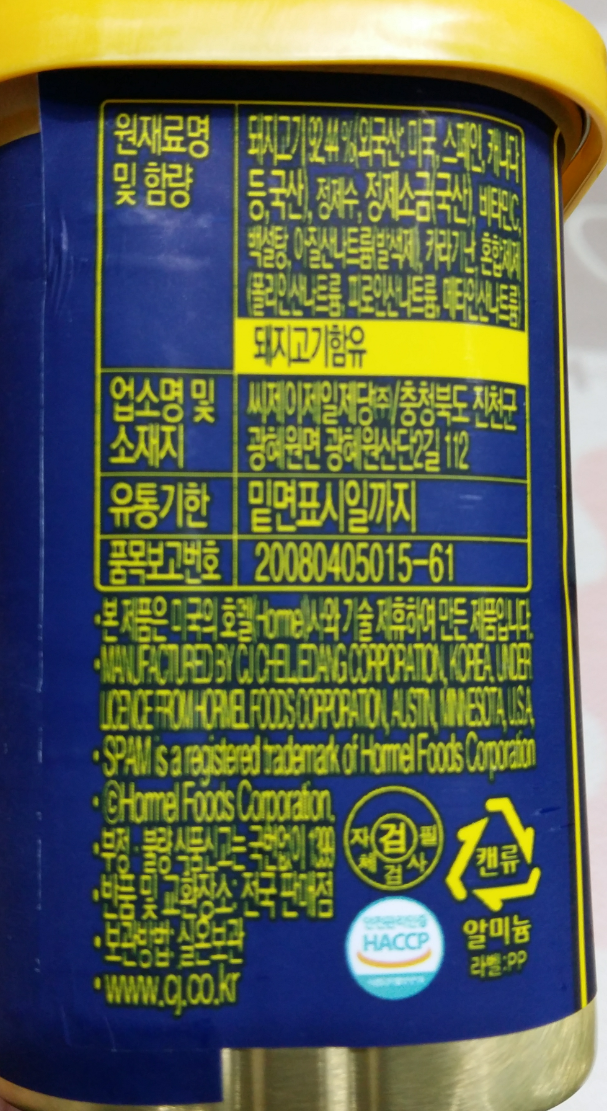 원재료명
및 함량
돼지고기 92.44 %(외국산: 미국, 스페인, 캐나다
등, 국산), 정제수, 정제소금(국산), 비타민C,
백설탕, 아질산나트륨(발색제), 카라기난, 혼합제제
(폴리인산나트륨, 피로인산나트륨, 메타인산나트륨)
돼지고기함유
업소명 및
소재지
씨제이제일제당㈜/충청북도 진천군
광혜원면 광혜원산단2길 112
유통기한
밑면표시일까지
품목보고번호
20080405015-61
•본 제품은 미국의 호멜(Hormel)사와 기술 제휴하여 만든 제품입니다.
•MANUFACTURED BY CJ CHEILJEDANG CORPORATION, KOREA, UNDER
LICENCE FROM HORMEL FOODS CORPORATION, AUSTIN, MINNESOTA, U.S.A.
•SPAM is a registered trademark of Hormel Foods Corporation
•©Hormel Foods Corporation.
•부정·불량식품신고는 국번없이 1399
•반품 및 교환장소: 전국 판매점
•보관방법: 실온보관
•www.cj.co.kr
자 검 필
체 검 사
안전관리인증
HACCP
캔류
알미늄
라벨:PP